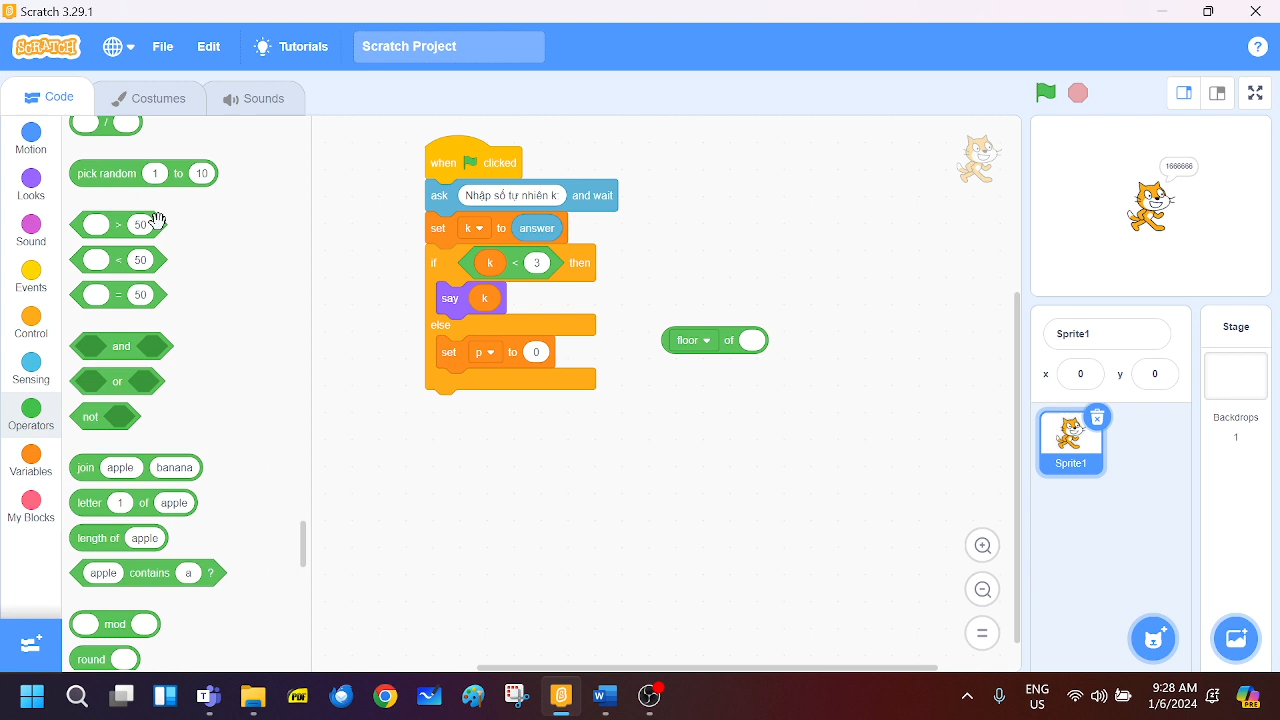 Scratch 3.29.1
SCRATCH File Edit Tutorials Scratch Project ?
Code Costumes Sounds
Motion
Looks
Sound
Events
Control
Sensing
Operators
Variables
My Blocks
/
pick random 1 to 10
> 50
< 50
= 50
and
or
not
join apple banana
letter 1 of apple
length of apple
apple contains a ?
mod
round
when clicked
ask Nhập số tự nhiên k: and wait
set k to answer
if k < 3 then
say k
else
set p to 0
floor of
1666666
Sprite1
x 0 y 0
Sprite1
Stage
Backdrops
1
PDF
ENG
US
9:28 AM
1/6/2024
PRE